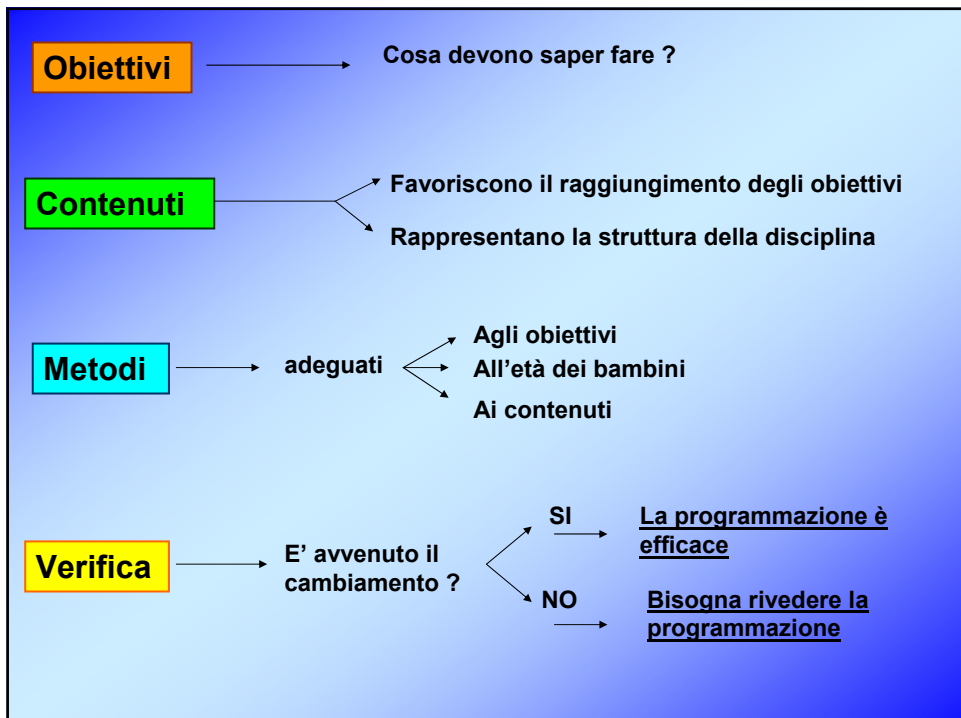 Obiettivi
Cosa devono saper fare ?
Contenuti
Favoriscono il raggiungimento degli obiettivi
Rappresentano la struttura della disciplina
Metodi
adeguati
Agli obiettivi
All'età dei bambini
Ai contenuti
Verifica
E’ avvenuto il
cambiamento ?
SI
La programmazione è
efficace
NO
Bisogna rivedere la
programmazione